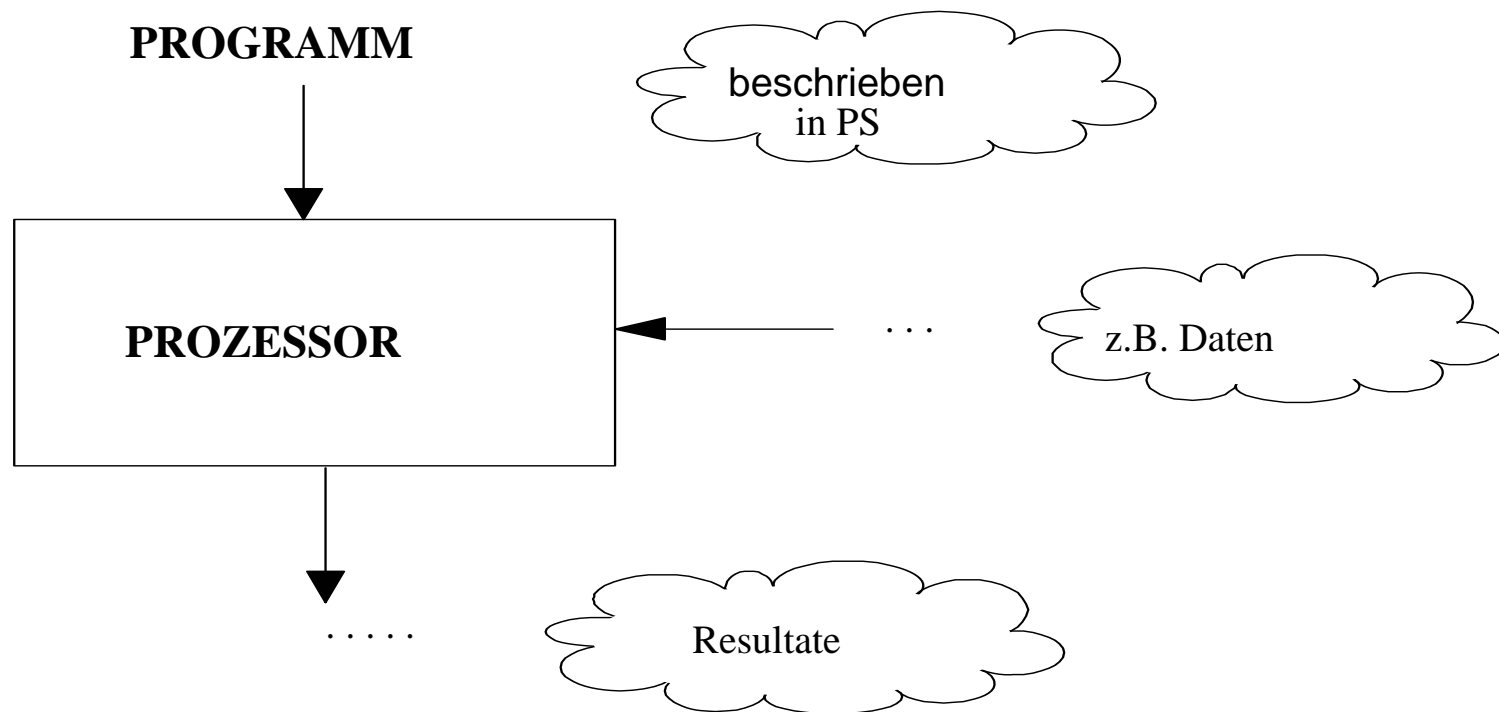 PROGRAMM
beschrieben
in PS
PROZESSOR
. . .
z.B. Daten
. . . . .
Resultate